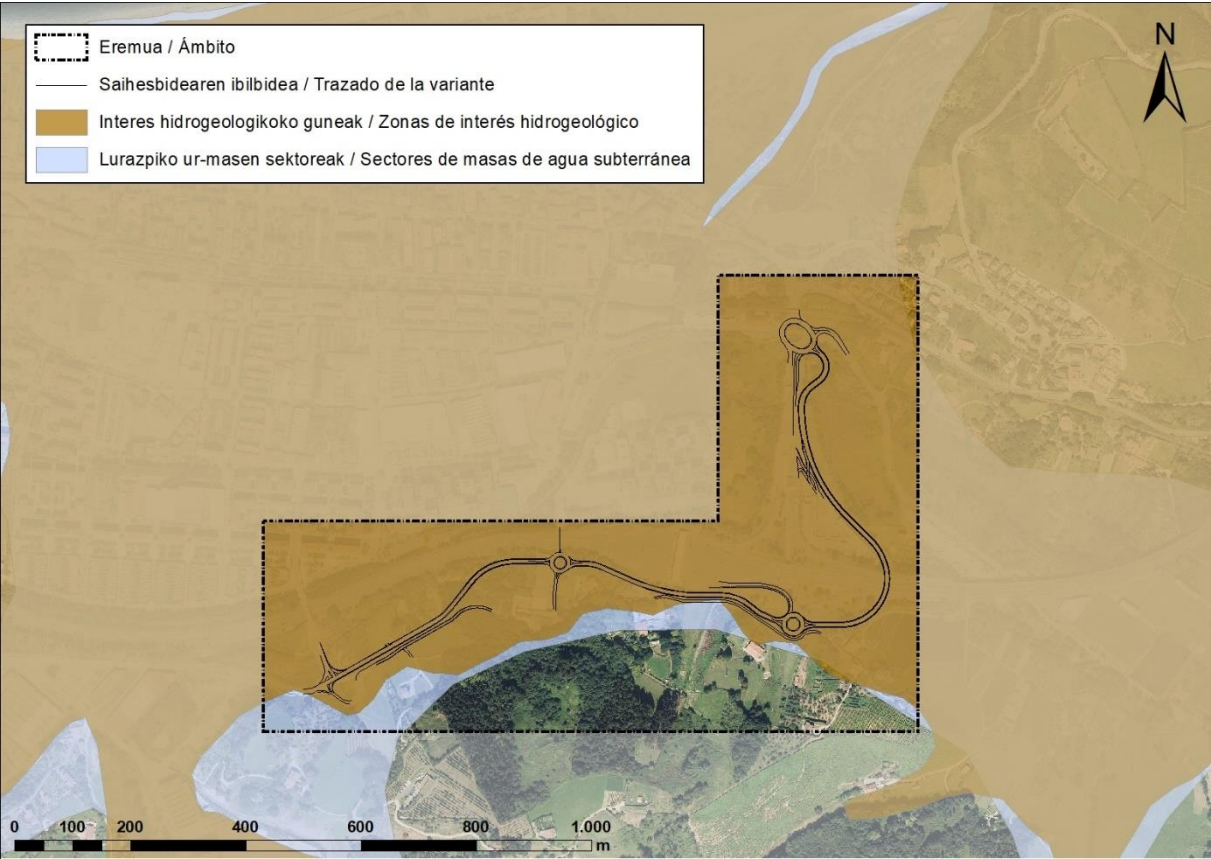 Eremua / Ámbito
Saihesbidearen ibilbidea / Trazado de la variante
Interes hidrogeologikoko guneak / Zonas de interés hidrogeológico
Lurazpiko ur-masen sektoreak / Sectores de masas de agua subterránea
N
0 100 200 400 600 800 1.000
m